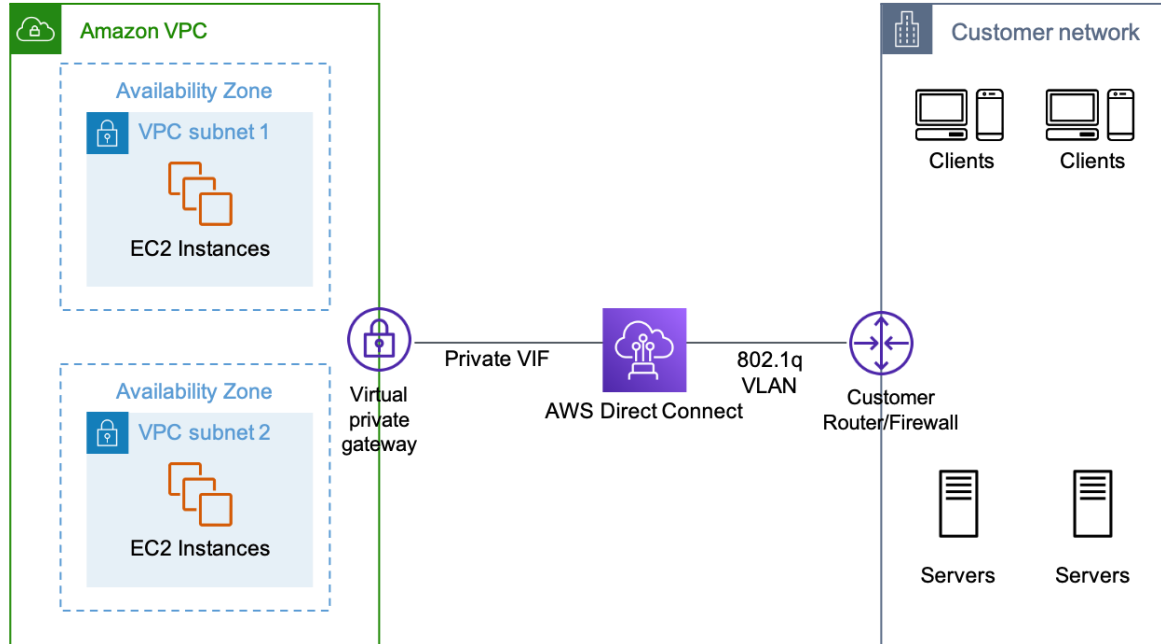 Amazon VPC
Availability Zone
VPC subnet 1
EC2 Instances
Availability Zone
VPC subnet 2
EC2 Instances
Virtual
private
gateway
Private VIF
AWS Direct Connect
802.1q
VLAN
Customer
Router/Firewall
Customer network
Clients
Clients
Servers
Servers